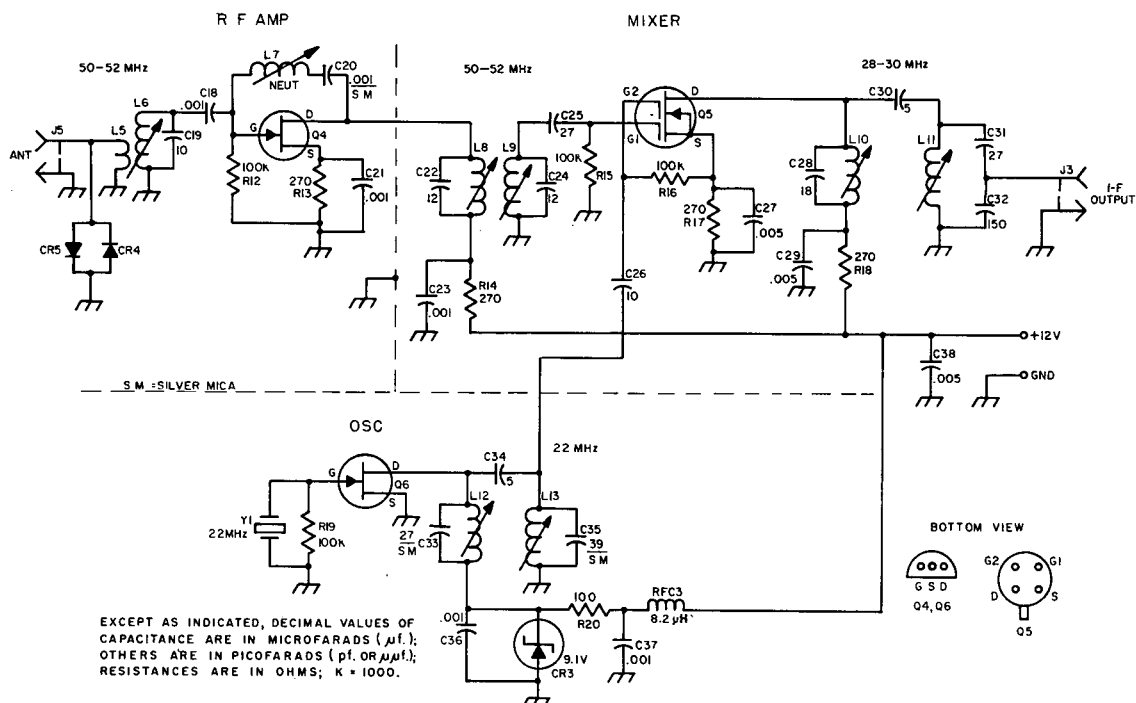 R F AMP
MIXER
50-52 MHz
L7
NEUT
C20
.001
SM
50-52 MHz
28-30 MHz
L6
.001
C18
C30
5
J5
L5
C19
10
ANT
G
D
Q4
S
100K
R12
270
R13
C21
.001
CR5
CR4
C25
27
G2
G1
D
Q5
S
L8
L9
C22
12
C24
12
100K
R15
100K
R16
270
R17
C27
.005
L10
C28
18
L11
C31
27
C32
150
J3
I-F
OUTPUT
C29
.005
270
R18
C23
.001
R14
270
C26
10
+12V
C38
.005
GND
S M =SILVER MICA
OSC
22 MHz
G
D
Q6
S
C34
5
L12
L13
Y1
22MHz
R19
100K
27
SM
C33
C35
39
SM
BOTTOM VIEW
G S D
Q4,Q6
G2
G1
D
S
Q5
100
R20
RFC3
8.2 μH
.001
C36
9.1V
CR3
C37
.001
EXCEPT AS INDICATED, DECIMAL VALUES OF
CAPACITANCE ARE IN MICROFARADS (μf.);
OTHERS ARE IN PICOFARADS (pf. OR μμf.);
RESISTANCES ARE IN OHMS; K = 1000.